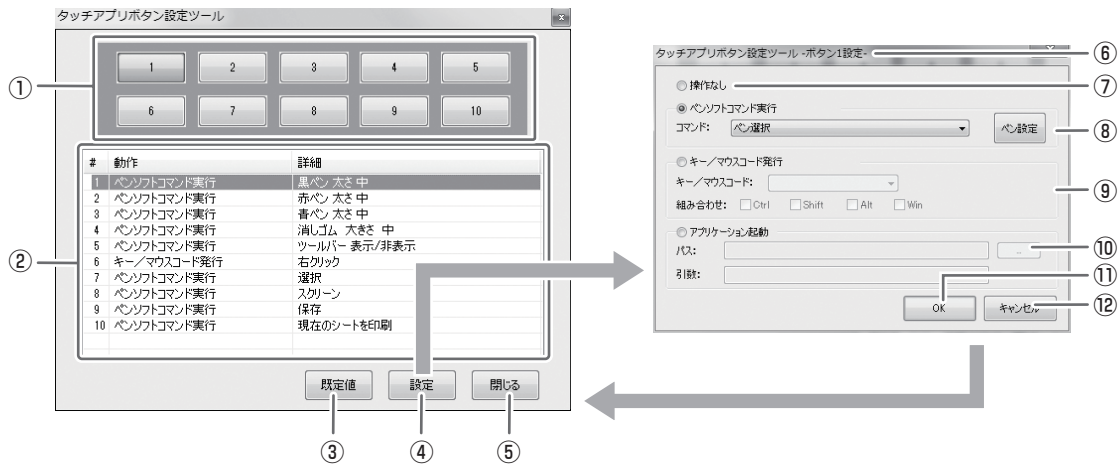 タッチアプリボタン設定ツール
1 2 3 4 5
6 7 8 9 10
①
# 動作 詳細
1 ペンソフトコマンド実行 黒ペン 太さ 中
2 ペンソフトコマンド実行 赤ペン 太さ 中
3 ペンソフトコマンド実行 青ペン 太さ 中
4 ペンソフトコマンド実行 消しゴム 大きさ 中
5 ペンソフトコマンド実行 ツールバー 表示/非表示
6 キー/マウスコード発行 右クリック
7 ペンソフトコマンド実行 選択
8 ペンソフトコマンド実行 スクリーン
9 ペンソフトコマンド実行 保存
10 ペンソフトコマンド実行 現在のシートを印刷
②
既定値 設定 閉じる
③ ④ ⑤
タッチアプリボタン設定ツール -ボタン1設定- ⑥
操作なし ⑦
ペンソフトコマンド実行
コマンド: ペン選択 ペン設定 ⑧
キー/マウスコード発行
キー/マウスコード:
⑨
組み合わせ: Ctrl Shift Alt Win
アプリケーション起動
パス: ... ⑩
引数:
⑪
OK キャンセル ⑫